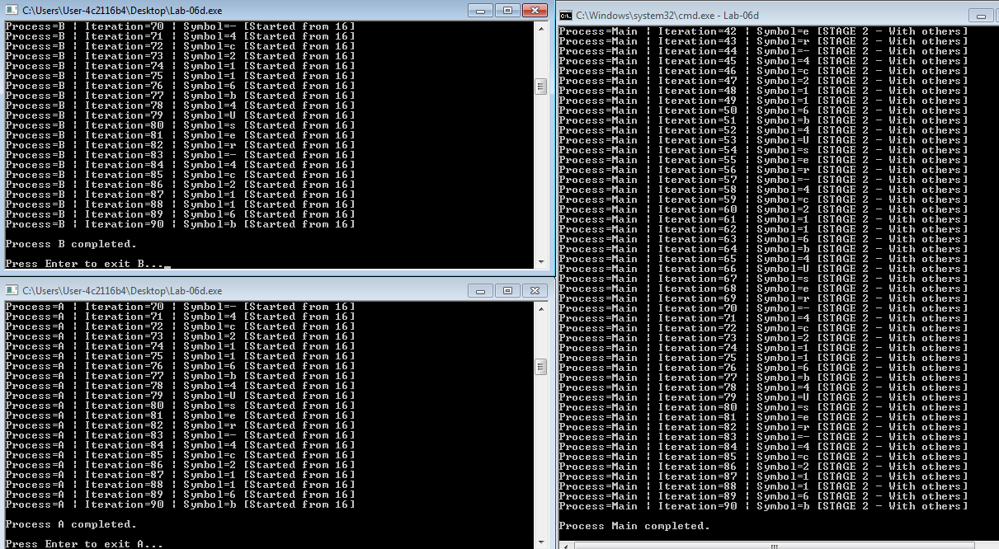 C:\Users\User-4c2116b4\Desktop\Lab-06d.exe
Process=B ¦ Iteration=70 ¦ Symbol=- [Started from 16]
Process=B ¦ Iteration=71 ¦ Symbol=4 [Started from 16]
Process=B ¦ Iteration=72 ¦ Symbol=c [Started from 16]
Process=B ¦ Iteration=73 ¦ Symbol=2 [Started from 16]
Process=B ¦ Iteration=74 ¦ Symbol=1 [Started from 16]
Process=B ¦ Iteration=75 ¦ Symbol=1 [Started from 16]
Process=B ¦ Iteration=76 ¦ Symbol=6 [Started from 16]
Process=B ¦ Iteration=77 ¦ Symbol=b [Started from 16]
Process=B ¦ Iteration=78 ¦ Symbol=4 [Started from 16]
Process=B ¦ Iteration=79 ¦ Symbol=U [Started from 16]
Process=B ¦ Iteration=80 ¦ Symbol=s [Started from 16]
Process=B ¦ Iteration=81 ¦ Symbol=e [Started from 16]
Process=B ¦ Iteration=82 ¦ Symbol=r [Started from 16]
Process=B ¦ Iteration=83 ¦ Symbol=- [Started from 16]
Process=B ¦ Iteration=84 ¦ Symbol=4 [Started from 16]
Process=B ¦ Iteration=85 ¦ Symbol=c [Started from 16]
Process=B ¦ Iteration=86 ¦ Symbol=2 [Started from 16]
Process=B ¦ Iteration=87 ¦ Symbol=1 [Started from 16]
Process=B ¦ Iteration=88 ¦ Symbol=1 [Started from 16]
Process=B ¦ Iteration=89 ¦ Symbol=6 [Started from 16]
Process=B ¦ Iteration=90 ¦ Symbol=b [Started from 16]
Process B completed.
Press Enter to exit B..._
C:\Users\User-4c2116b4\Desktop\Lab-06d.exe
Process=A ¦ Iteration=70 ¦ Symbol=- [Started from 16]
Process=A ¦ Iteration=71 ¦ Symbol=4 [Started from 16]
Process=A ¦ Iteration=72 ¦ Symbol=c [Started from 16]
Process=A ¦ Iteration=73 ¦ Symbol=2 [Started from 16]
Process=A ¦ Iteration=74 ¦ Symbol=1 [Started from 16]
Process=A ¦ Iteration=75 ¦ Symbol=1 [Started from 16]
Process=A ¦ Iteration=76 ¦ Symbol=6 [Started from 16]
Process=A ¦ Iteration=77 ¦ Symbol=b [Started from 16]
Process=A ¦ Iteration=78 ¦ Symbol=4 [Started from 16]
Process=A ¦ Iteration=79 ¦ Symbol=U [Started from 16]
Process=A ¦ Iteration=80 ¦ Symbol=s [Started from 16]
Process=A ¦ Iteration=81 ¦ Symbol=e [Started from 16]
Process=A ¦ Iteration=82 ¦ Symbol=r [Started from 16]
Process=A ¦ Iteration=83 ¦ Symbol=- [Started from 16]
Process=A ¦ Iteration=84 ¦ Symbol=4 [Started from 16]
Process=A ¦ Iteration=85 ¦ Symbol=c [Started from 16]
Process=A ¦ Iteration=86 ¦ Symbol=2 [Started from 16]
Process=A ¦ Iteration=87 ¦ Symbol=1 [Started from 16]
Process=A ¦ Iteration=88 ¦ Symbol=1 [Started from 16]
Process=A ¦ Iteration=89 ¦ Symbol=6 [Started from 16]
Process=A ¦ Iteration=90 ¦ Symbol=b [Started from 16]
Process A completed.
Press Enter to exit A...
C:\Windows\system32\cmd.exe - Lab-06d
Process=Main ¦ Iteration=42 ¦ Symbol=e [STAGE 2 - With others]
Process=Main ¦ Iteration=43 ¦ Symbol=r [STAGE 2 - With others]
Process=Main ¦ Iteration=44 ¦ Symbol=- [STAGE 2 - With others]
Process=Main ¦ Iteration=45 ¦ Symbol=4 [STAGE 2 - With others]
Process=Main ¦ Iteration=46 ¦ Symbol=c [STAGE 2 - With others]
Process=Main ¦ Iteration=47 ¦ Symbol=2 [STAGE 2 - With others]
Process=Main ¦ Iteration=48 ¦ Symbol=1 [STAGE 2 - With others]
Process=Main ¦ Iteration=49 ¦ Symbol=1 [STAGE 2 - With others]
Process=Main ¦ Iteration=50 ¦ Symbol=6 [STAGE 2 - With others]
Process=Main ¦ Iteration=51 ¦ Symbol=b [STAGE 2 - With others]
Process=Main ¦ Iteration=52 ¦ Symbol=4 [STAGE 2 - With others]
Process=Main ¦ Iteration=53 ¦ Symbol=U [STAGE 2 - With others]
Process=Main ¦ Iteration=54 ¦ Symbol=s [STAGE 2 - With others]
Process=Main ¦ Iteration=55 ¦ Symbol=e [STAGE 2 - With others]
Process=Main ¦ Iteration=56 ¦ Symbol=r [STAGE 2 - With others]
Process=Main ¦ Iteration=57 ¦ Symbol=- [STAGE 2 - With others]
Process=Main ¦ Iteration=58 ¦ Symbol=4 [STAGE 2 - With others]
Process=Main ¦ Iteration=59 ¦ Symbol=c [STAGE 2 - With others]
Process=Main ¦ Iteration=60 ¦ Symbol=2 [STAGE 2 - With others]
Process=Main ¦ Iteration=61 ¦ Symbol=1 [STAGE 2 - With others]
Process=Main ¦ Iteration=62 ¦ Symbol=1 [STAGE 2 - With others]
Process=Main ¦ Iteration=63 ¦ Symbol=6 [STAGE 2 - With others]
Process=Main ¦ Iteration=64 ¦ Symbol=b [STAGE 2 - With others]
Process=Main ¦ Iteration=65 ¦ Symbol=4 [STAGE 2 - With others]
Process=Main ¦ Iteration=66 ¦ Symbol=U [STAGE 2 - With others]
Process=Main ¦ Iteration=67 ¦ Symbol=s [STAGE 2 - With others]
Process=Main ¦ Iteration=68 ¦ Symbol=e [STAGE 2 - With others]
Process=Main ¦ Iteration=69 ¦ Symbol=r [STAGE 2 - With others]
Process=Main ¦ Iteration=70 ¦ Symbol=- [STAGE 2 - With others]
Process=Main ¦ Iteration=71 ¦ Symbol=4 [STAGE 2 - With others]
Process=Main ¦ Iteration=72 ¦ Symbol=c [STAGE 2 - With others]
Process=Main ¦ Iteration=73 ¦ Symbol=2 [STAGE 2 - With others]
Process=Main ¦ Iteration=74 ¦ Symbol=1 [STAGE 2 - With others]
Process=Main ¦ Iteration=75 ¦ Symbol=1 [STAGE 2 - With others]
Process=Main ¦ Iteration=76 ¦ Symbol=6 [STAGE 2 - With others]
Process=Main ¦ Iteration=77 ¦ Symbol=b [STAGE 2 - With others]
Process=Main ¦ Iteration=78 ¦ Symbol=4 [STAGE 2 - With others]
Process=Main ¦ Iteration=79 ¦ Symbol=U [STAGE 2 - With others]
Process=Main ¦ Iteration=80 ¦ Symbol=s [STAGE 2 - With others]
Process=Main ¦ Iteration=81 ¦ Symbol=e [STAGE 2 - With others]
Process=Main ¦ Iteration=82 ¦ Symbol=r [STAGE 2 - With others]
Process=Main ¦ Iteration=83 ¦ Symbol=- [STAGE 2 - With others]
Process=Main ¦ Iteration=84 ¦ Symbol=4 [STAGE 2 - With others]
Process=Main ¦ Iteration=85 ¦ Symbol=c [STAGE 2 - With others]
Process=Main ¦ Iteration=86 ¦ Symbol=2 [STAGE 2 - With others]
Process=Main ¦ Iteration=87 ¦ Symbol=1 [STAGE 2 - With others]
Process=Main ¦ Iteration=88 ¦ Symbol=1 [STAGE 2 - With others]
Process=Main ¦ Iteration=89 ¦ Symbol=6 [STAGE 2 - With others]
Process=Main ¦ Iteration=90 ¦ Symbol=b [STAGE 2 - With others]
Process Main completed.